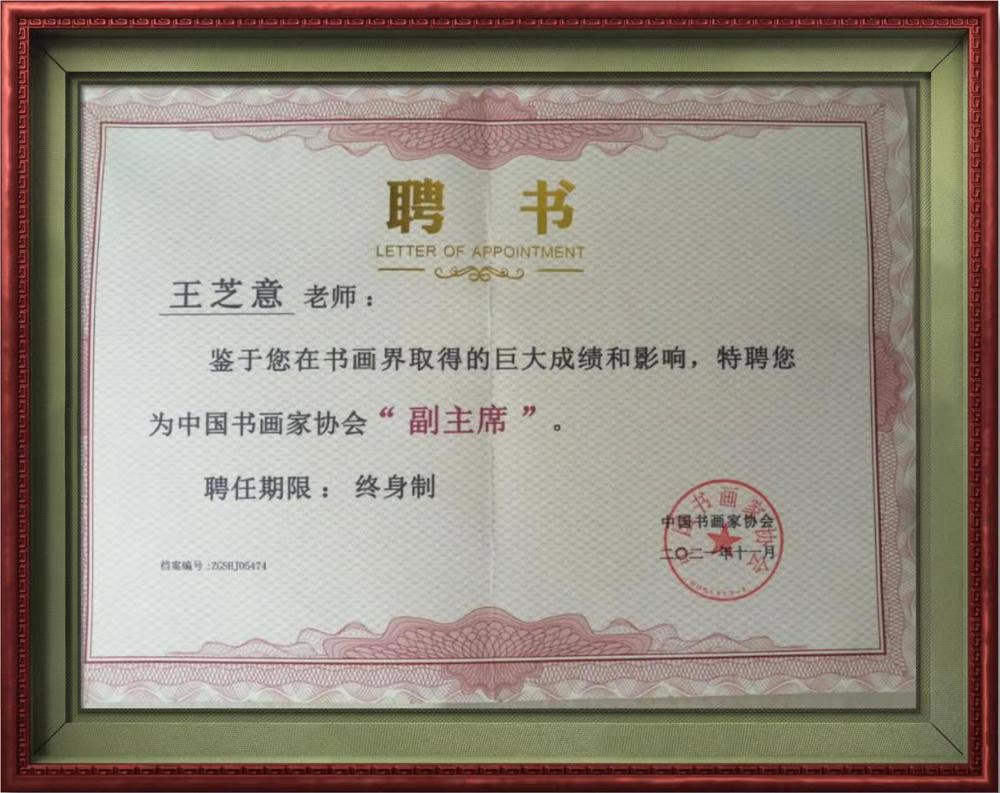 聘 书
LETTER OF APPOINTMENT
王芝意 老师：
鉴于您在书画界取得的巨大成绩和影响，特聘您
为中国书画家协会“副主席”。
聘任期限： 终身制
中国书画家协会
二〇二一年十一月
档案编号:ZGSHJ05474